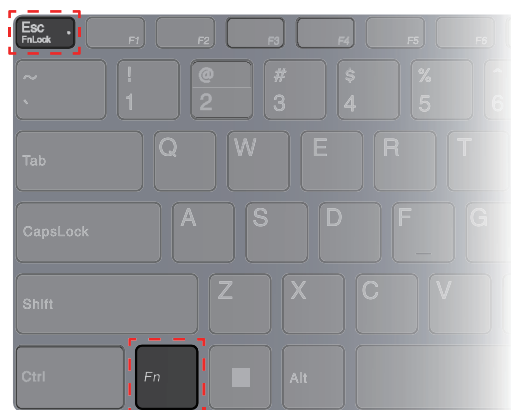 Esc
FnLock
F1
F2
F3
F4
F5
F6
~
`
!
1
@
2
#
3
$
4
%
5
^
6
Tab
Q
W
E
R
T
CapsLock
A
S
D
F
G
Shift
Z
X
C
V
Ctrl
Fn
Alt